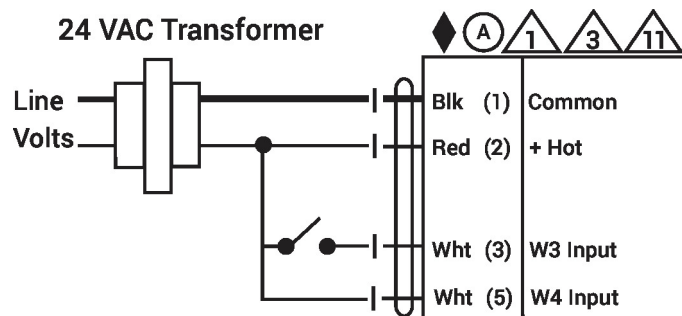 24 VAC Transformer
A 1 3 11
Line Volts
Blk (1) Common
Red (2) + Hot
Wht (3) W3 Input
Wht (5) W4 Input